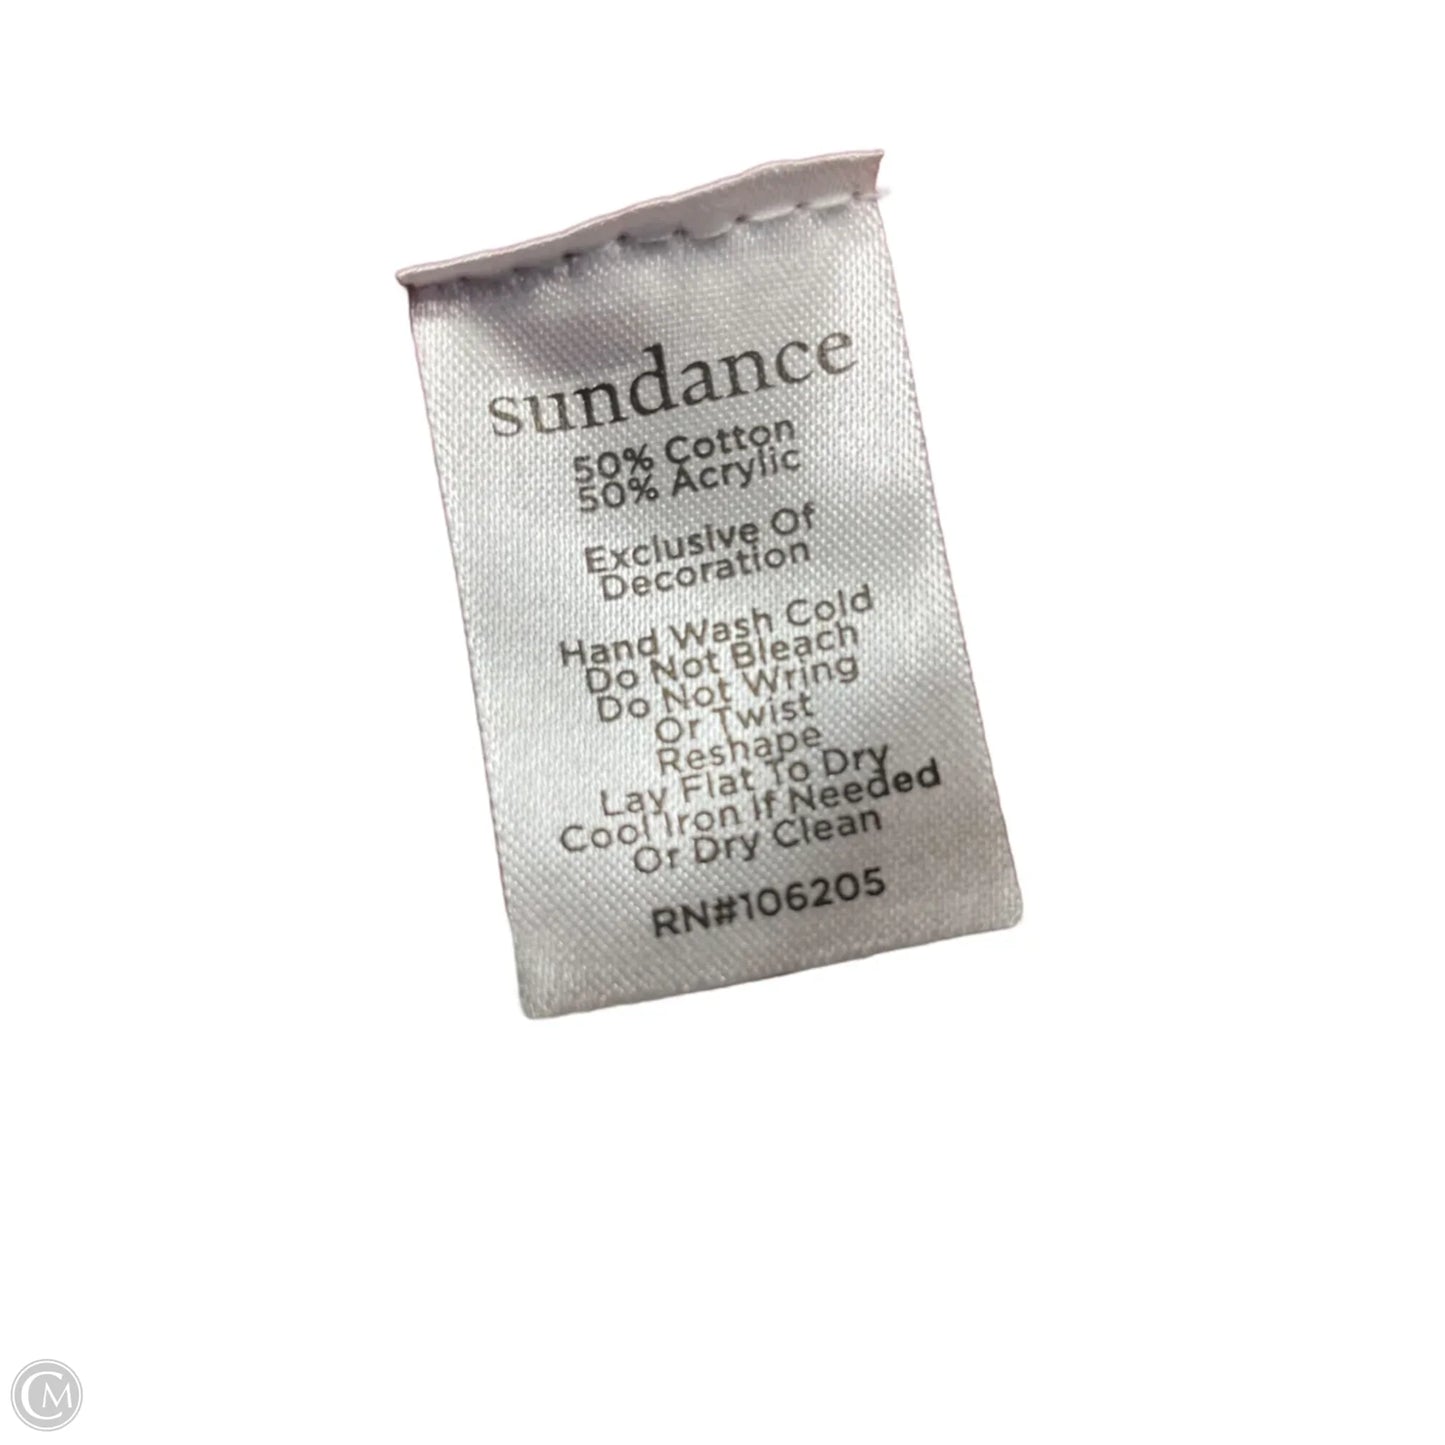 sundance
50% Cotton
50% Acrylic
Exclusive Of
Decoration
Hand Wash Cold
Do Not Bleach
Do Not Wring
Or Twist
Reshape
Lay Flat To Dry
Cool Iron If Needed
Or Dry Clean
RN#106205
CM